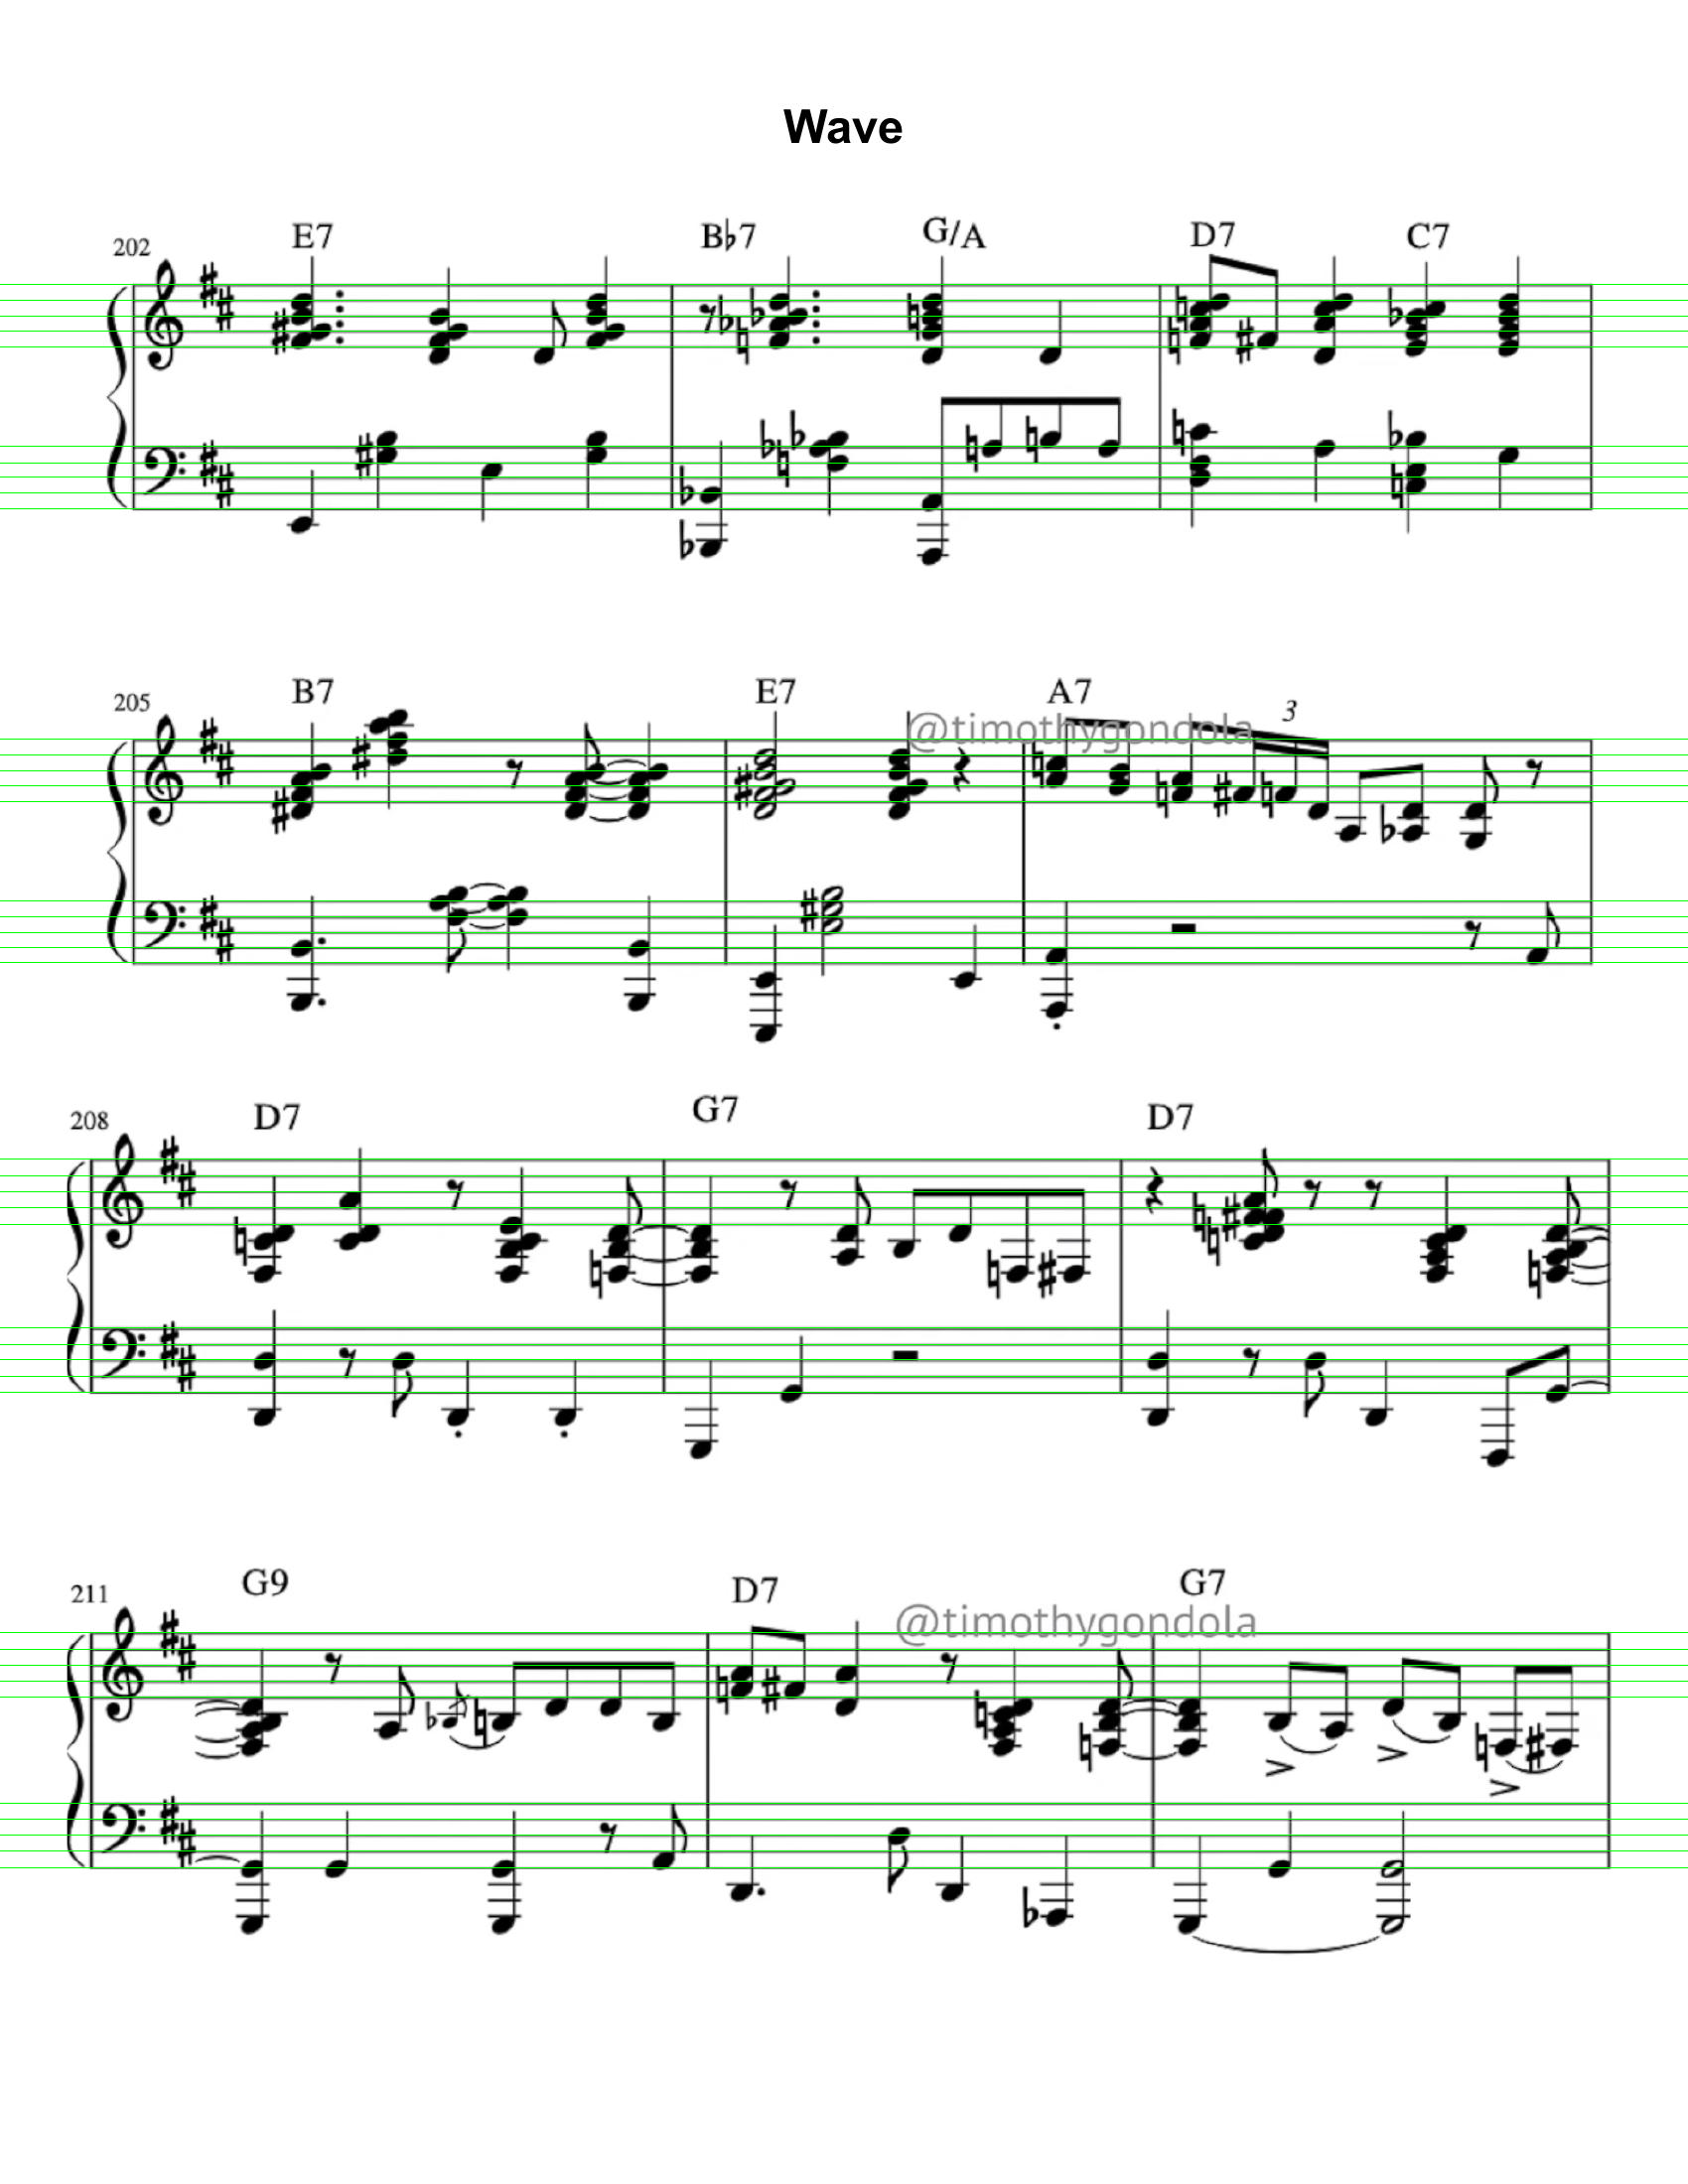 Wave
202 E7 B♭7 G/A D7 C7
205 B7 E7 A7
@timothygondola 3
208 D7 G7 D7
211 G9 D7 G7
@timothygondola